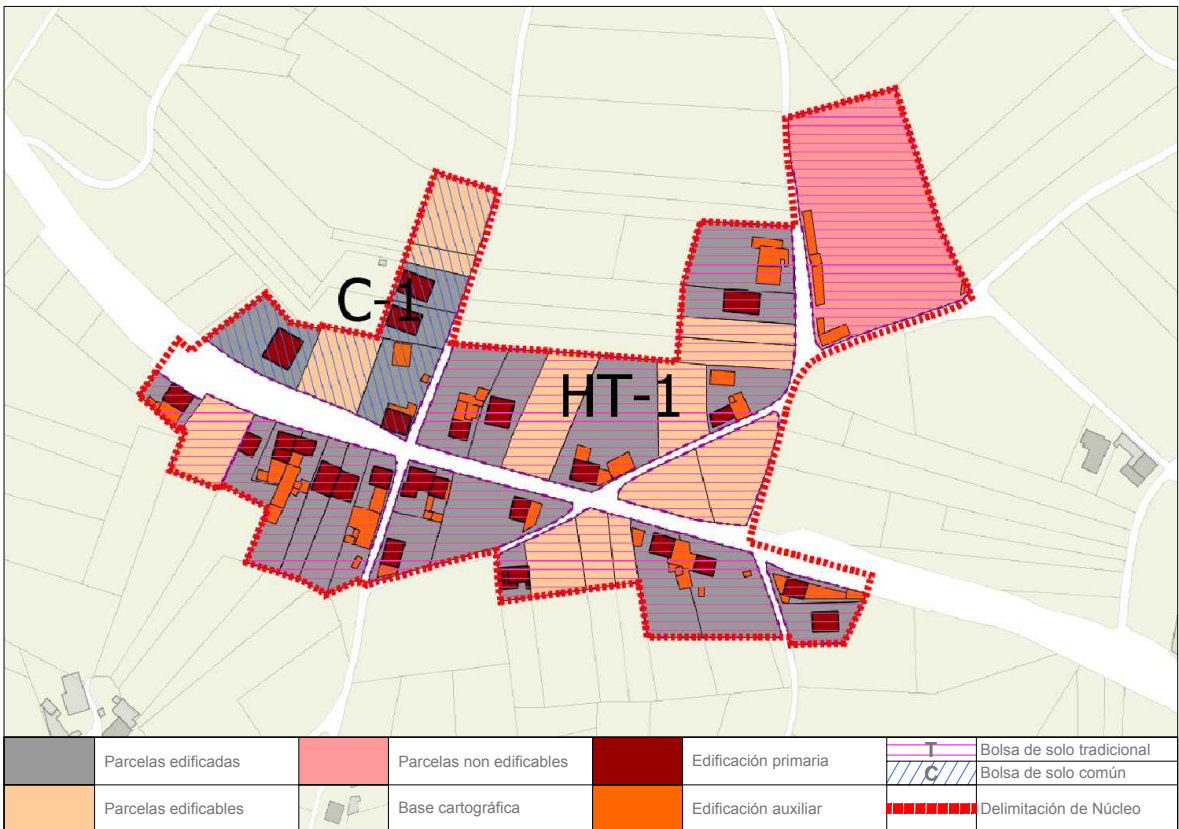 C-1
HT-1
Parcelas edificadas
Parcelas non edificables
Edificación primaria
T
Bolsa de solo tradicional
C
Bolsa de solo común
Parcelas edificables
Base cartográfica
Edificación auxiliar
Delimitación de Núcleo